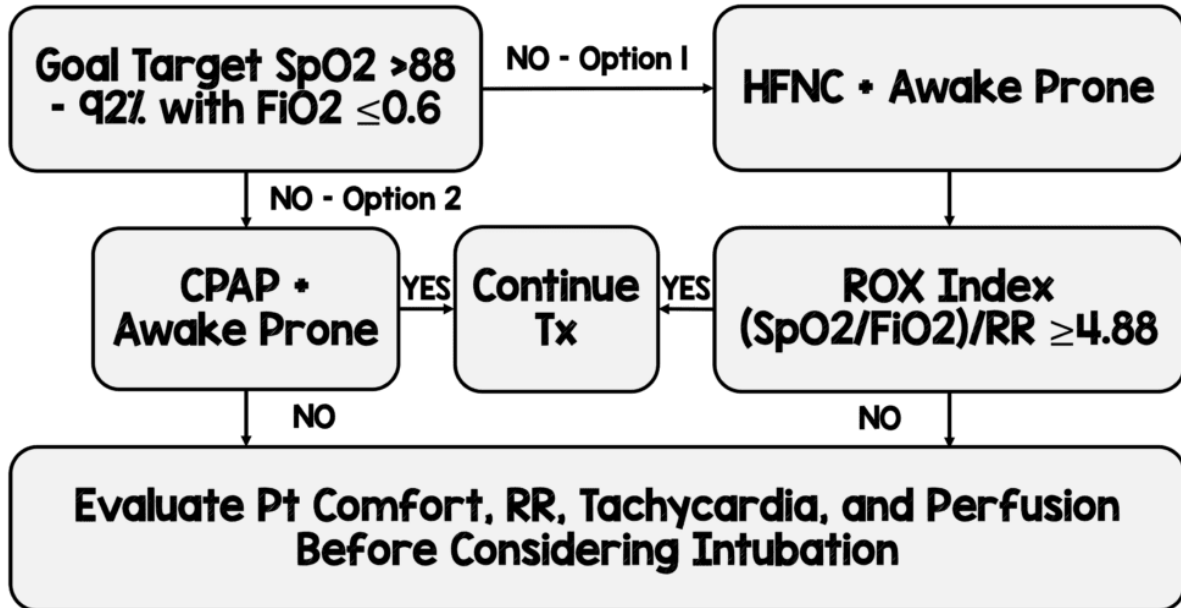 Goal Target SpO2 >88
- 92% with FiO2 ≤0.6
NO - Option 1
HFNC + Awake Prone
NO - Option 2
CPAP +
Awake Prone
YES
Continue
Tx
YES
ROX Index
(SpO2/FiO2)/RR ≥4.88
NO
NO
Evaluate Pt Comfort, RR, Tachycardia, and Perfusion
Before Considering Intubation